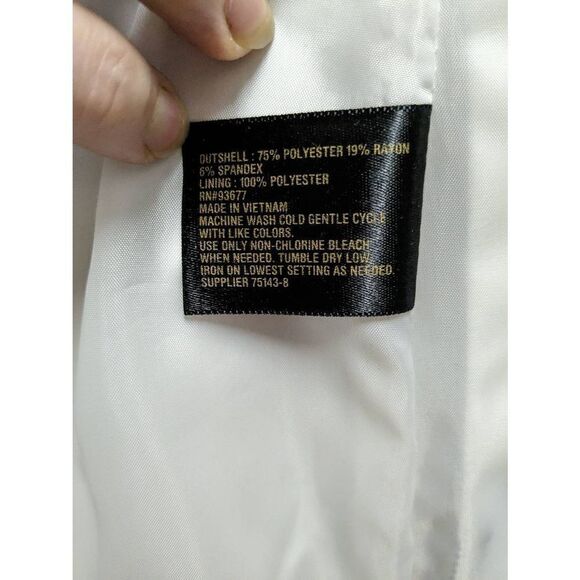 OUTSHELL : 75% POLYESTER 19% RAYON
6% SPANDEX
LINING : 100% POLYESTER
RN#93677
MADE IN VIETNAM
MACHINE WASH COLD GENTLE CYCLE
WITH LIKE COLORS.
USE ONLY NON-CHLORINE BLEACH
WHEN NEEDED. TUMBLE DRY LOW.
IRON ON LOWEST SETTING AS NEEDED.
SUPPLIER 75143-8